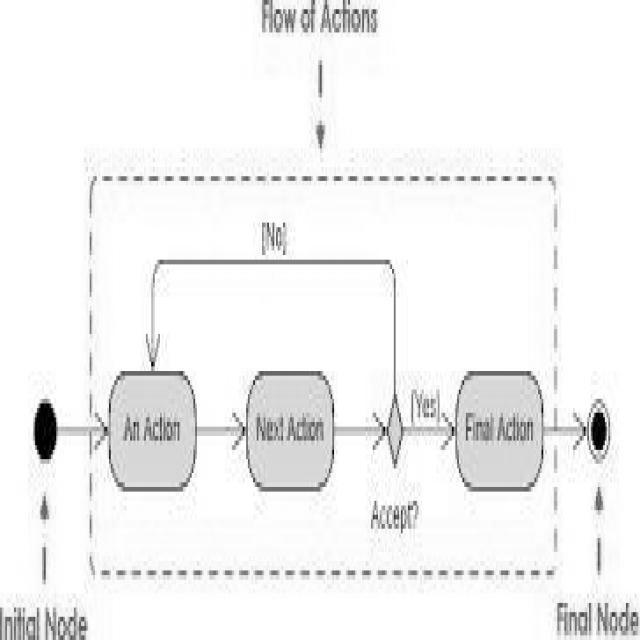 Flow of Actions
[No]
An Action
Next Action
[Yes]
Final Action
Accept?
Initial Node
Final Node